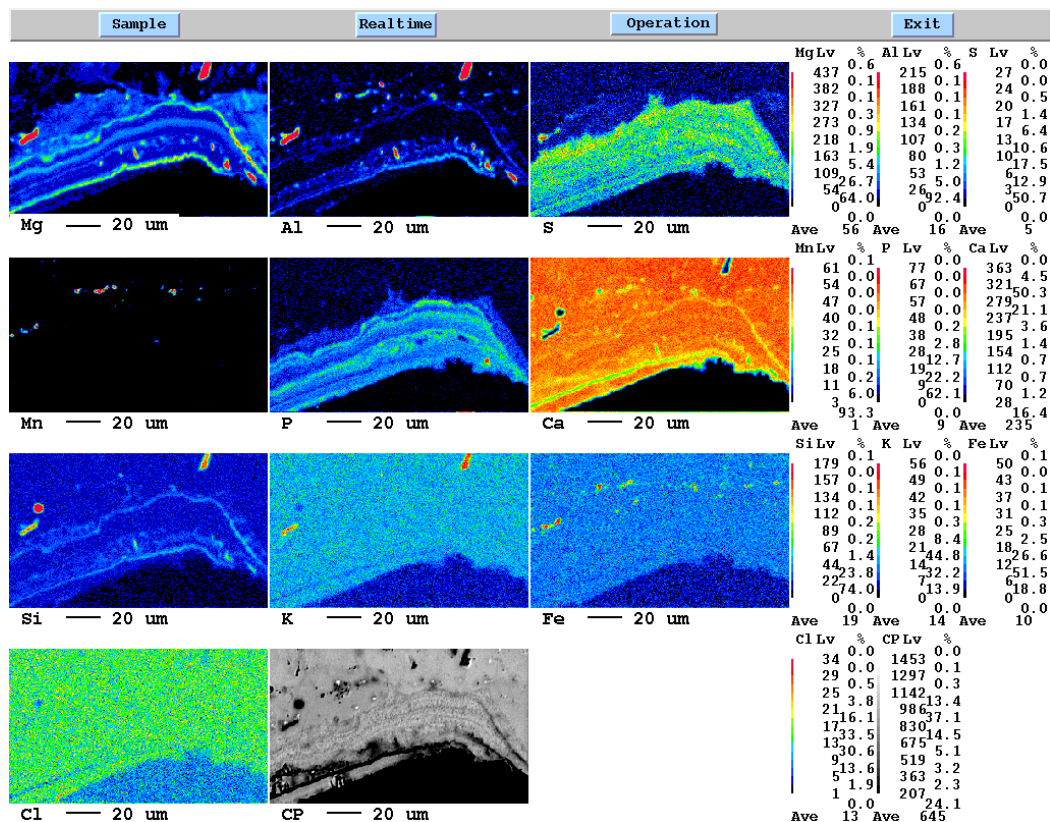 Sample Realtime Operation Exit
Mg Lv % Al Lv % S Lv %
0.6 0.6 0.0
437 215 27
0.1 0.1 0.0
382 188 24
0.1 0.1 0.5
327 161 20
0.3 0.1 1.4
273 134 17
0.9 0.2 6.4
218 107 13
1.9 0.3 10.6
163 80 10
5.4 1.2 17.5
109 53 6
26.7 5.0 12.9
54 26 3
64.0 92.4 50.7
0 0 0
0.0 0.0 0.0
Mg 20 um Al 20 um S 20 um Ave 56 Ave 16 Ave 5
Mn Lv % P Lv % Ca Lv %
0.1 0.0 0.0
61 77 363
0.0 0.0 4.5
54 67 321
0.0 0.0 50.3
47 57 279
0.0 0.0 21.1
40 48 237
0.2 0.2 3.6
32 38 195
0.1 2.8 1.4
25 28 154
0.1 12.7 0.7
18 19 112
0.2 22.2 0.7
11 9 70
6.0 62.1 1.2
3 0 28
93.3 0.0 16.4
Mn 20 um P 20 um Ca 20 um Ave 1 Ave 9 Ave 235
Si Lv % K Lv % Fe Lv %
0.1 0.0 0.1
179 56 50
0.0 0.1 0.0
157 49 43
0.1 0.1 0.1
134 42 37
0.1 0.1 0.1
112 35 31
0.2 0.3 0.3
89 28 25
0.2 8.4 2.5
67 21 18
1.4 44.8 26.6
44 14 12
23.8 32.2 51.5
22 7 6
74.0 13.9 18.8
0 0 0
0.0 0.0 0.0
Si 20 um K 20 um Fe 20 um Ave 19 Ave 14 Ave 10
Cl Lv % CP Lv %
0.0 0.0
34 1453
0.0 0.1
29 1297
0.5 0.3
25 1142
3.8 13.4
21 986
16.1 37.1
17 830
33.5 14.5
13 675
30.6 5.1
9 519
13.6 3.2
5 363
1.9 2.3
1 207
0.0 24.1
Cl 20 um CP 20 um Ave 13 Ave 645